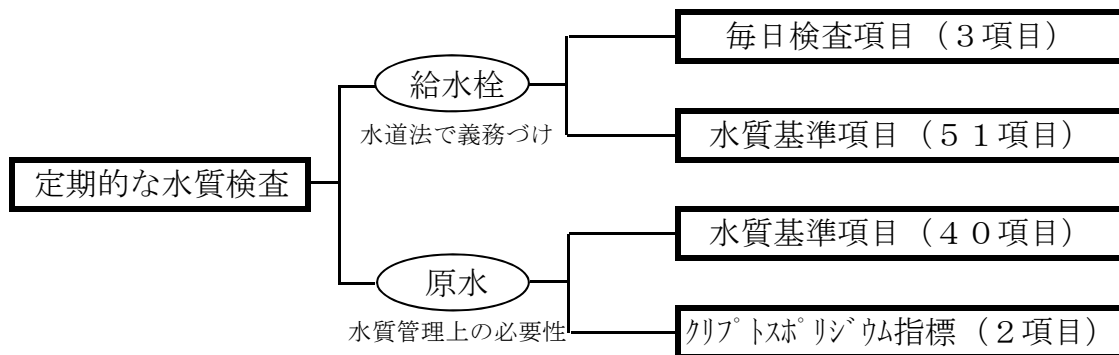 毎日検査項目（３項目）
給水栓
水道法で義務づけ
水質基準項目（５１項目）
定期的な水質検査
水質基準項目（４０項目）
原水
水質管理上の必要性
ｸﾘﾌﾟﾄｽﾎﾟﾘｼﾞｳﾑ指標（２項目）